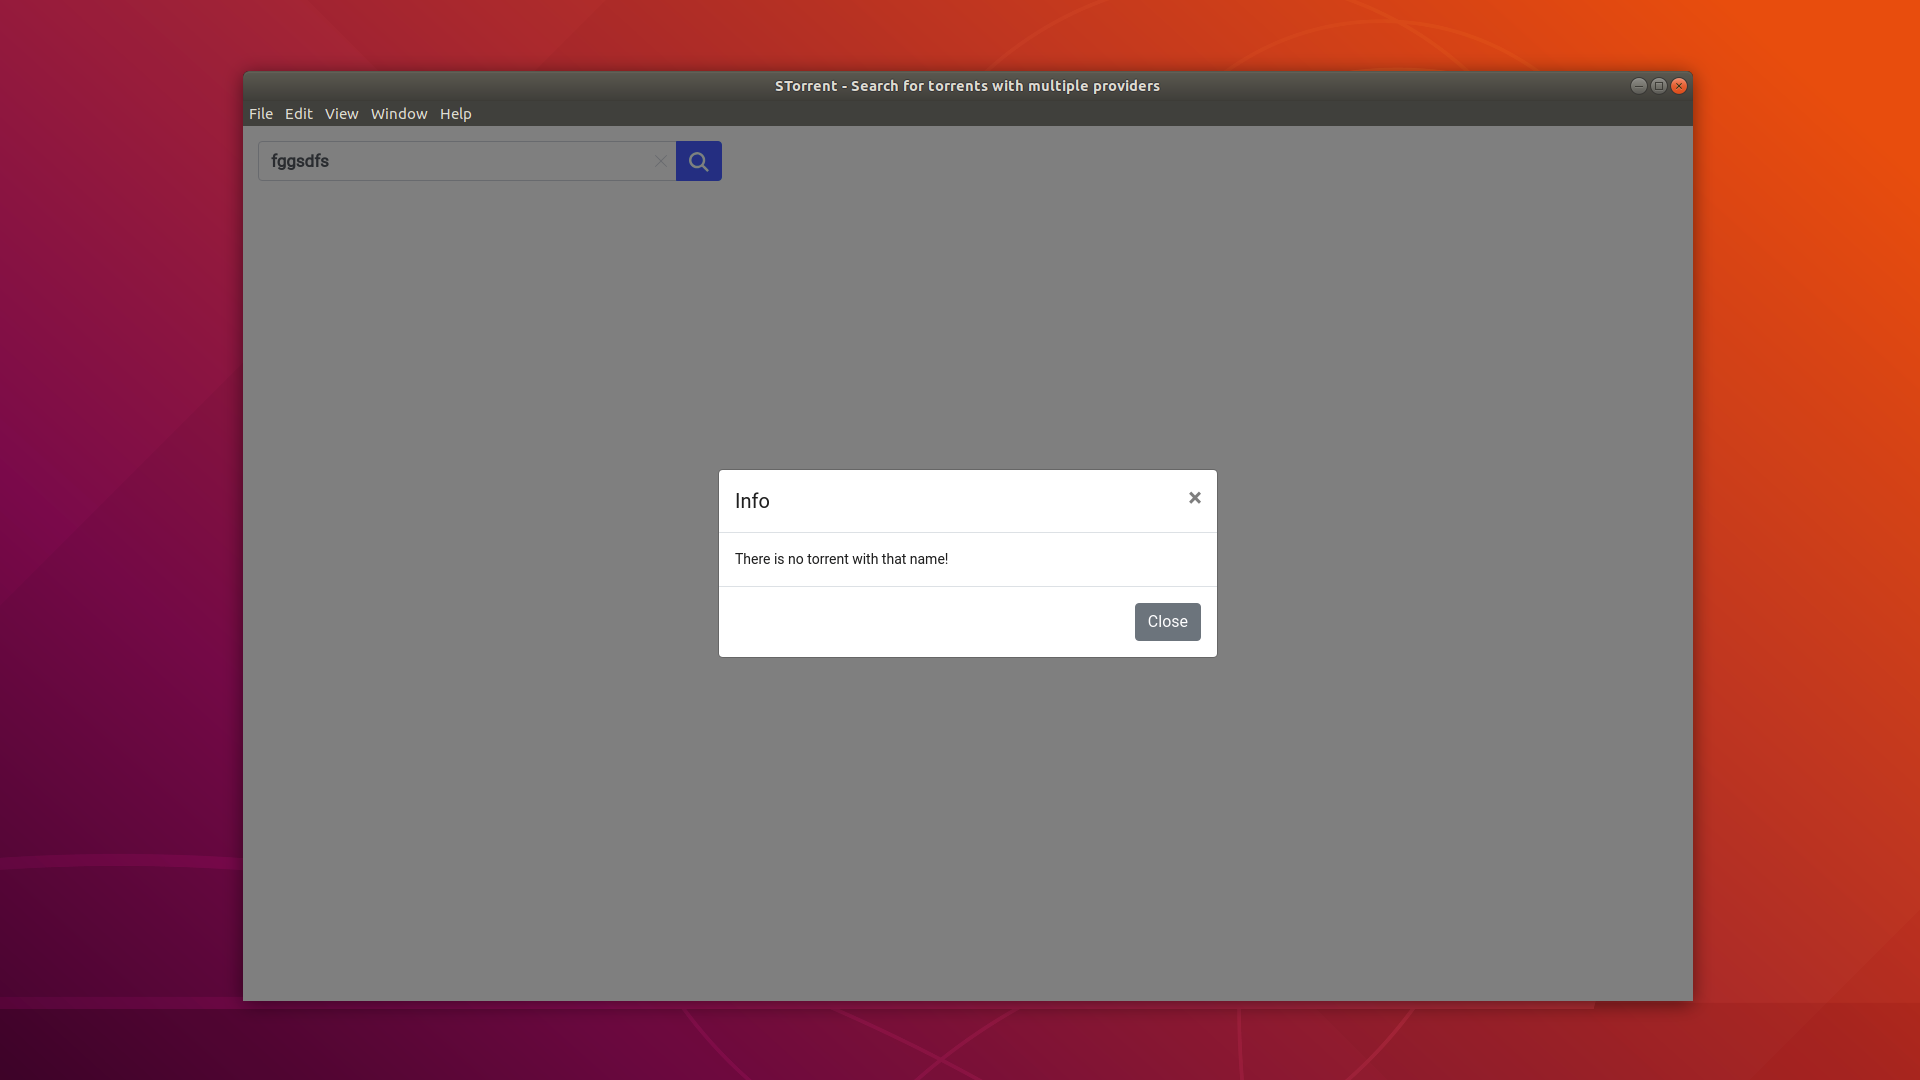 STorrent - Search for torrents with multiple providers
File Edit View Window Help
fggsdfs
Info
There is no torrent with that name!
Close